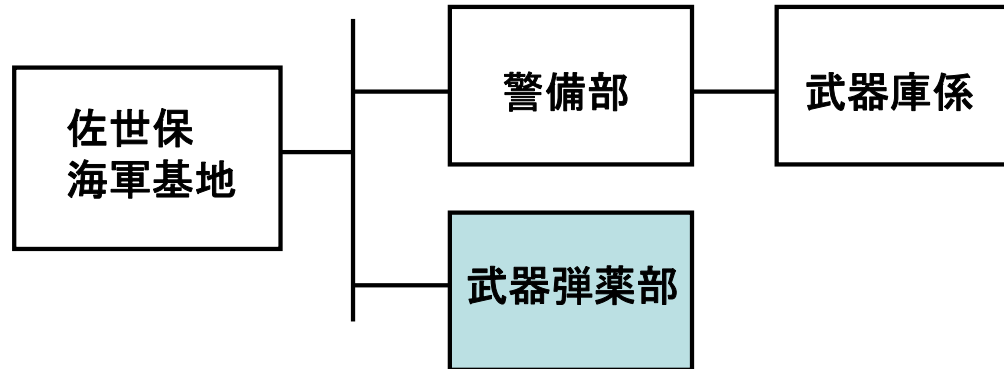 佐世保
海軍基地
警備部
武器庫係
武器弾薬部